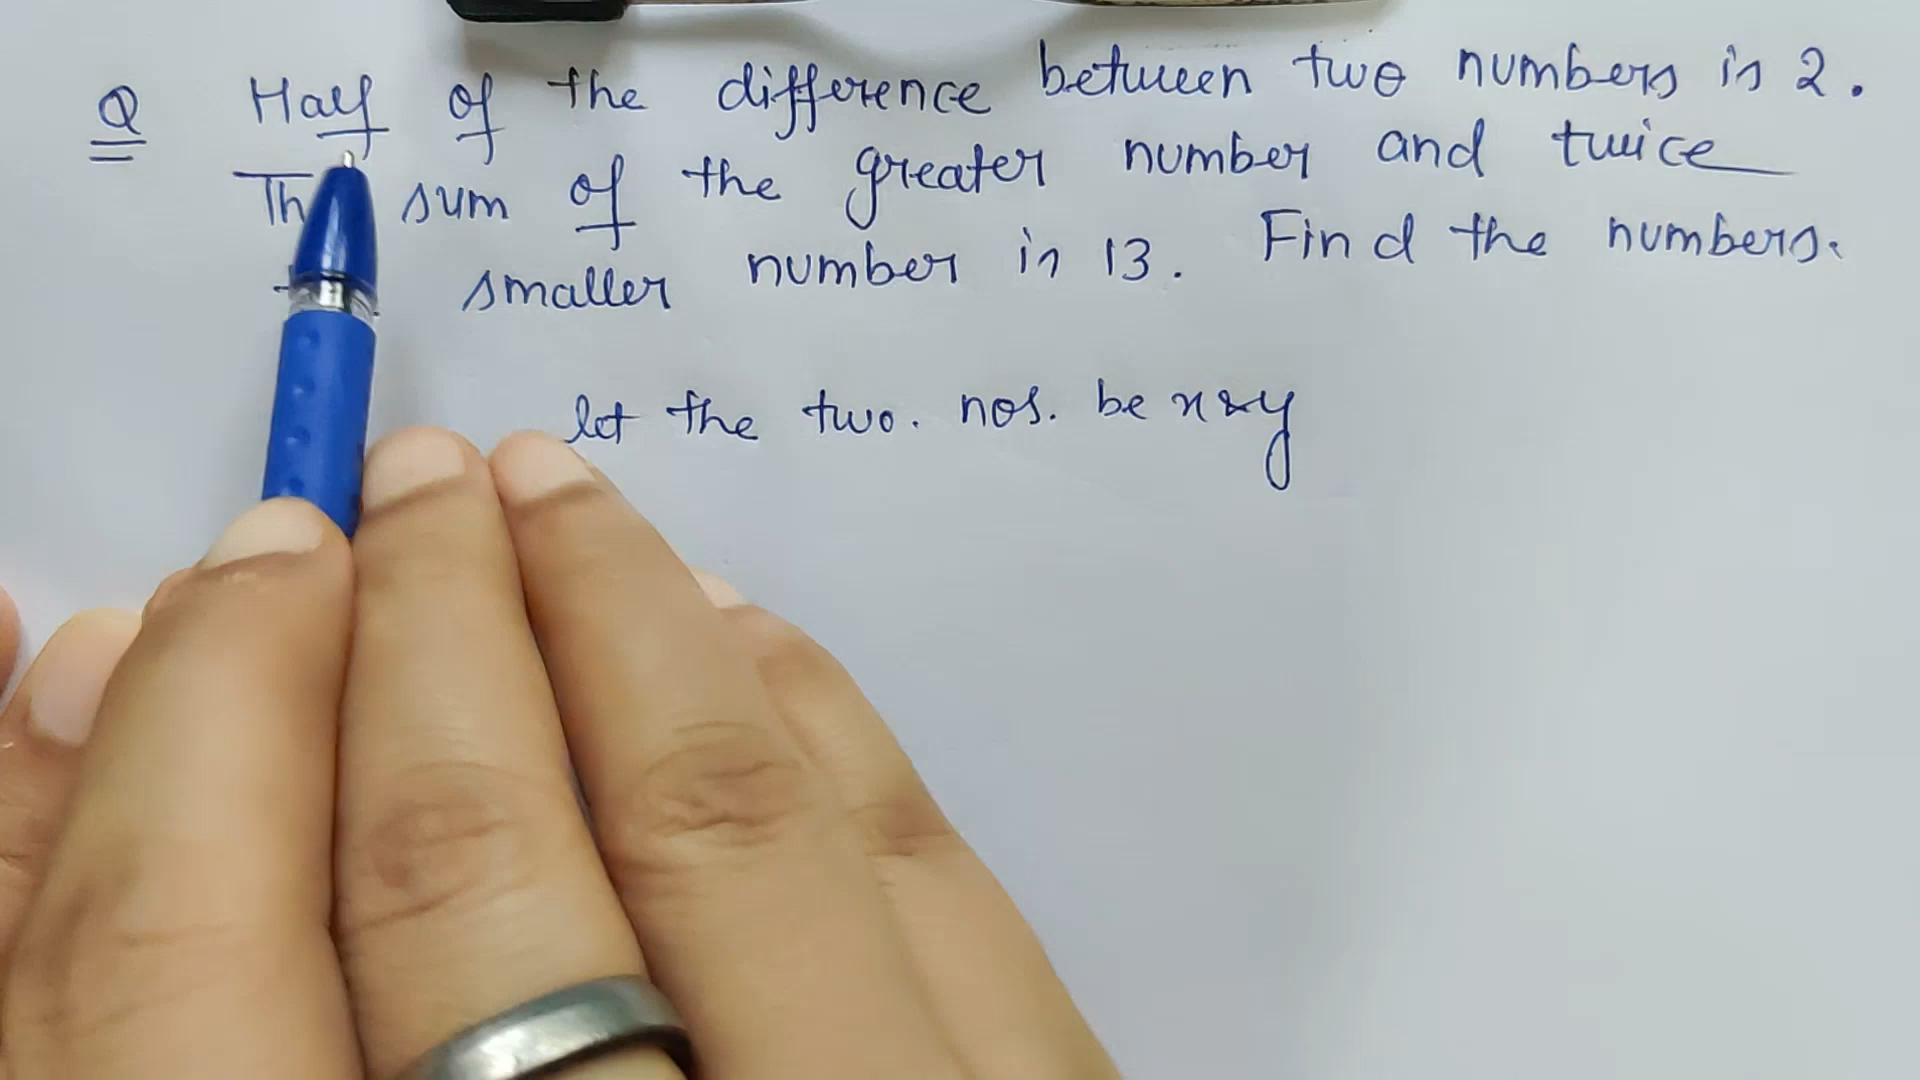 Q Half of the difference between two numbers is 2.
sum of the greater number and twice
smaller number is 13. Find the numbers.
let the two. nos. be x & y